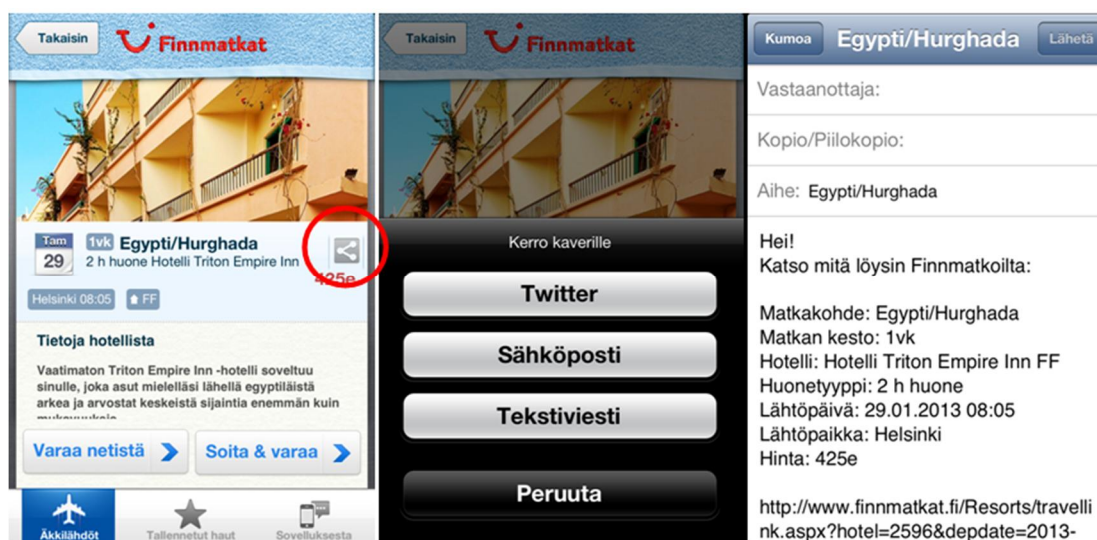 Takaisin
Finnmatkat
Tam
29
1vk Egypti/Hurghada
2 h huone Hotelli Triton Empire Inn
425e
Helsinki 08:05
FF
Tietoja hotellista
Vaatimaton Triton Empire Inn -hotelli soveltuu
sinulle, joka asut mielelläsi lähellä egyptiläistä
arkea ja arvostat keskeistä sijaintia enemmän kuin
Varaa netistä
Soita & varaa
Äkkilähdöt
Tallennetut haut
Sovelluksesta
Takaisin
Finnmatkat
Kerro kaverille
Twitter
Sähköposti
Tekstiviesti
Peruuta
Kumoa
Egypti/Hurghada
Lähetä
Vastaanottaja:
Kopio/Piilokopio:
Aihe: Egypti/Hurghada
Hei!
Katso mitä löysin Finnmatkoilta:
Matkakohde: Egypti/Hurghada
Matkan kesto: 1vk
Hotelli: Hotelli Triton Empire Inn FF
Huonetyyppi: 2 h huone
Lähtöpäivä: 29.01.2013 08:05
Lähtöpaikka: Helsinki
Hinta: 425e
http://www.finnmatkat.fi/Resorts/travelli
nk.aspx?hotel=2596&depdate=2013-